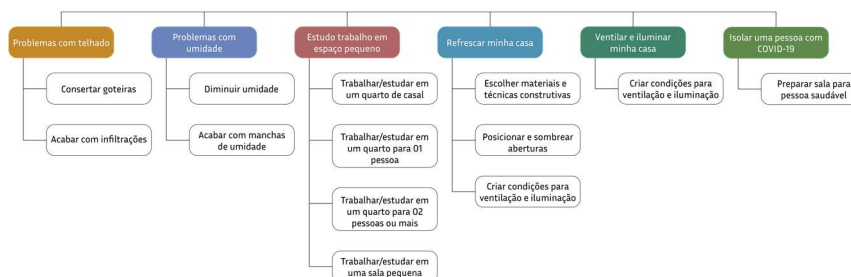 Problemas com telhado
Consertar goteiras
Acabar com infiltrações
Problemas com
umidade
Diminuir umidade
Acabar com manchas
de umidade
Estudo trabalho em
espaço pequeno
Trabalhar/estudar em
um quarto de casal
Trabalhar/estudar em
um quarto para 01
pessoa
Trabalhar/estudar em
um quarto para 02
pessoas ou mais
Trabalhar/estudar em
uma sala pequena
Refrescar minha casa
Escolher materiais e
técnicas construtivas
Posicionar e sombrear
aberturas
Criar condições para
ventilação e iluminação
Ventilar e iluminar
minha casa
Criar condições para
ventilação e iluminação
Isolar uma pessoa com
COVID-19
Preparar sala para
pessoa saudável